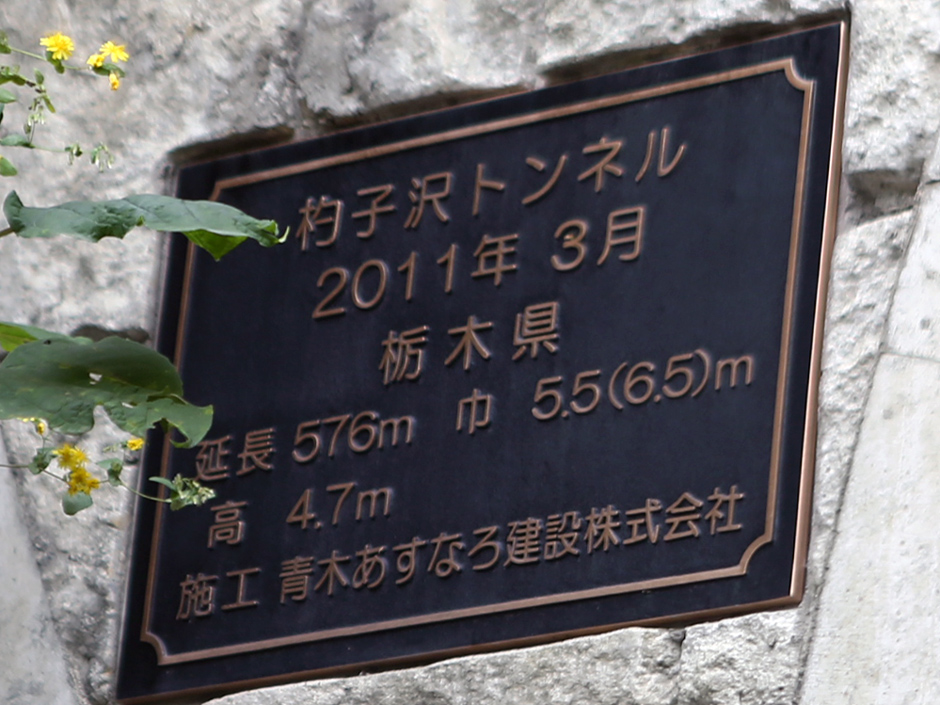 杓子沢トンネル
2011年 3月
栃木県
延長 576m 巾 5.5(6.5)m
高 4.7m
施工 青木あすなろ建設株式会社